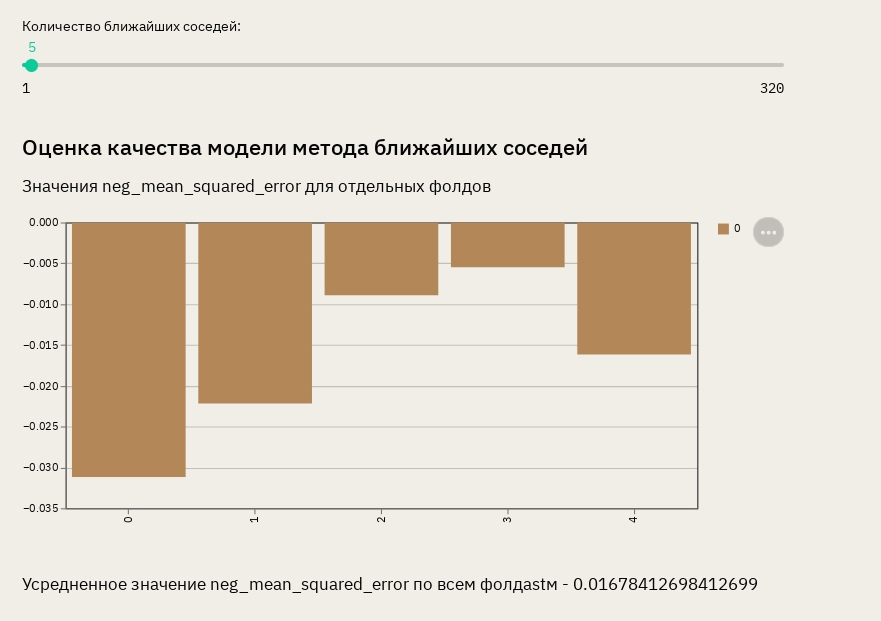 Количество ближайших соседей:
5
1 320
Оценка качества модели метода ближайших соседей
Значения neg_mean_squared_error для отдельных фолдов
0.000
−0.005
−0.010
−0.015
−0.020
−0.025
−0.030
−0.035
0
0 1 2 3 4
Усредненное значение neg_mean_squared_error по всем фолдastм - 0.01678412698412699